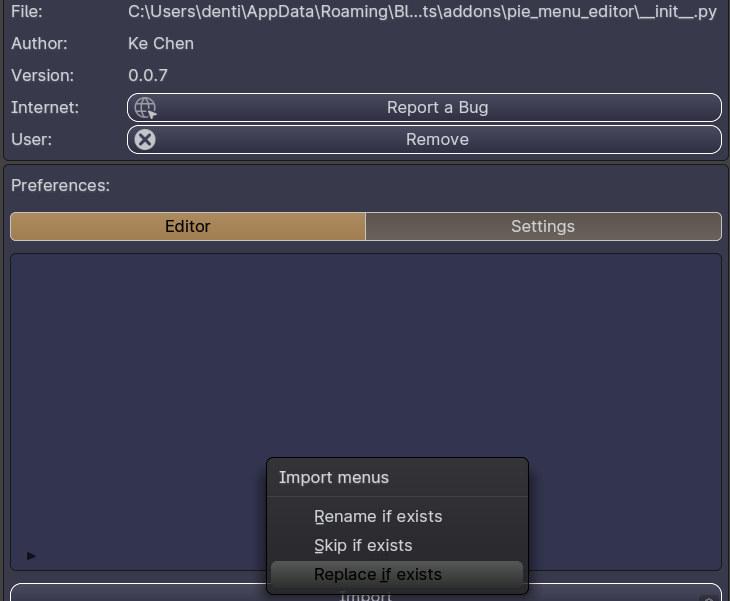 File: C:\Users\denti\AppData\Roaming\Bl...ts\addons\pie_menu_editor\__init__.py
Author: Ke Chen
Version: 0.0.7
Internet: Report a Bug
User: Remove
Preferences:
Editor Settings
Import menus
Rename if exists
Skip if exists
Replace if exists
Import